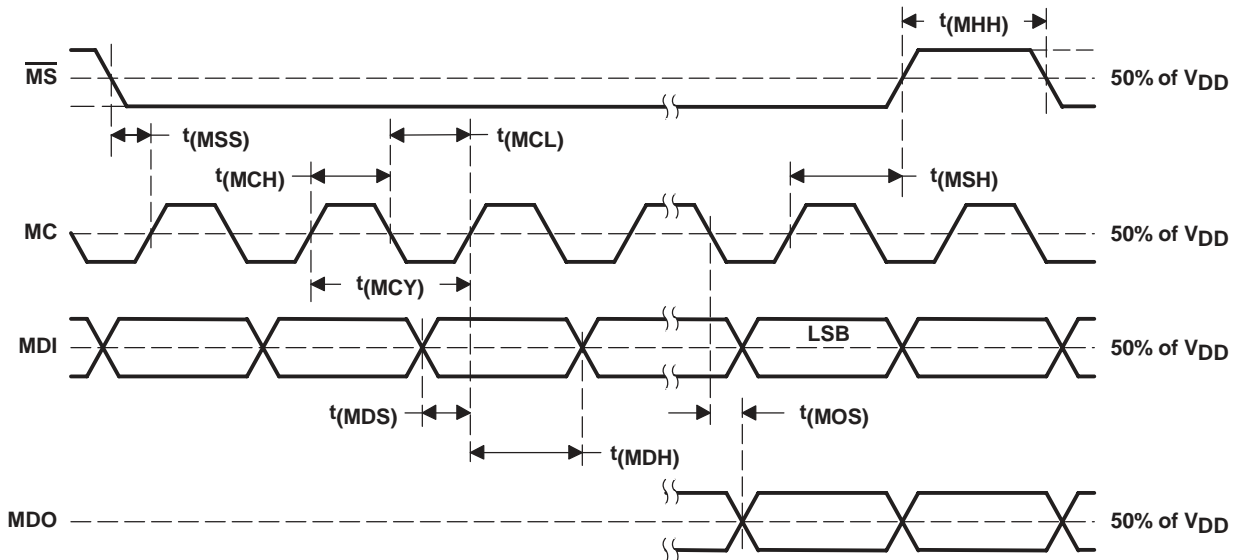 t(MHH)
MS
50% of VDD
t(MSS)
t(MCL)
t(MCH)
t(MSH)
MC
50% of VDD
t(MCY)
LSB
MDI
50% of VDD
t(MDS)
t(MOS)
t(MDH)
MDO
50% of VDD